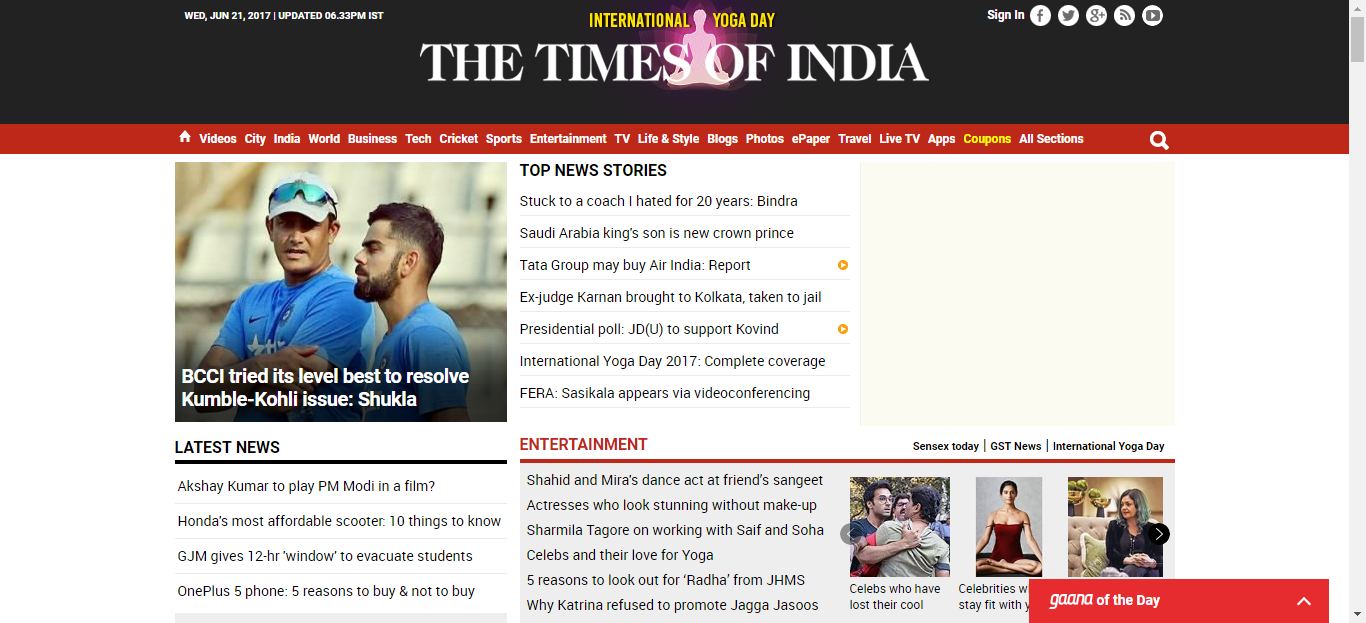 WED, JUN 21, 2017 | UPDATED 06.33PM IST
INTERNATIONAL YOGA DAY
THE TIMES OF INDIA
Sign In
Videos City India World Business Tech Cricket Sports Entertainment TV Life & Style Blogs Photos ePaper Travel Live TV Apps Coupons All Sections
BCCI tried its level best to resolve
Kumble-Kohli issue: Shukla
TOP NEWS STORIES
Stuck to a coach I hated for 20 years: Bindra
Saudi Arabia king's son is new crown prince
Tata Group may buy Air India: Report
Ex-judge Karnan brought to Kolkata, taken to jail
Presidential poll: JD(U) to support Kovind
International Yoga Day 2017: Complete coverage
FERA: Sasikala appears via videoconferencing
LATEST NEWS
Akshay Kumar to play PM Modi in a film?
Honda's most affordable scooter: 10 things to know
GJM gives 12-hr 'window' to evacuate students
OnePlus 5 phone: 5 reasons to buy & not to buy
ENTERTAINMENT
Sensex today | GST News | International Yoga Day
Shahid and Mira's dance act at friend’s sangeet
Actresses who look stunning without make-up
Sharmila Tagore on working with Saif and Soha
Celebs and their love for Yoga
5 reasons to look out for ‘Radha’ from JHMS
Why Katrina refused to promote Jagga Jasoos
Celebs who have
lost their cool
Celebrities
stay fit with
gaana of the Day